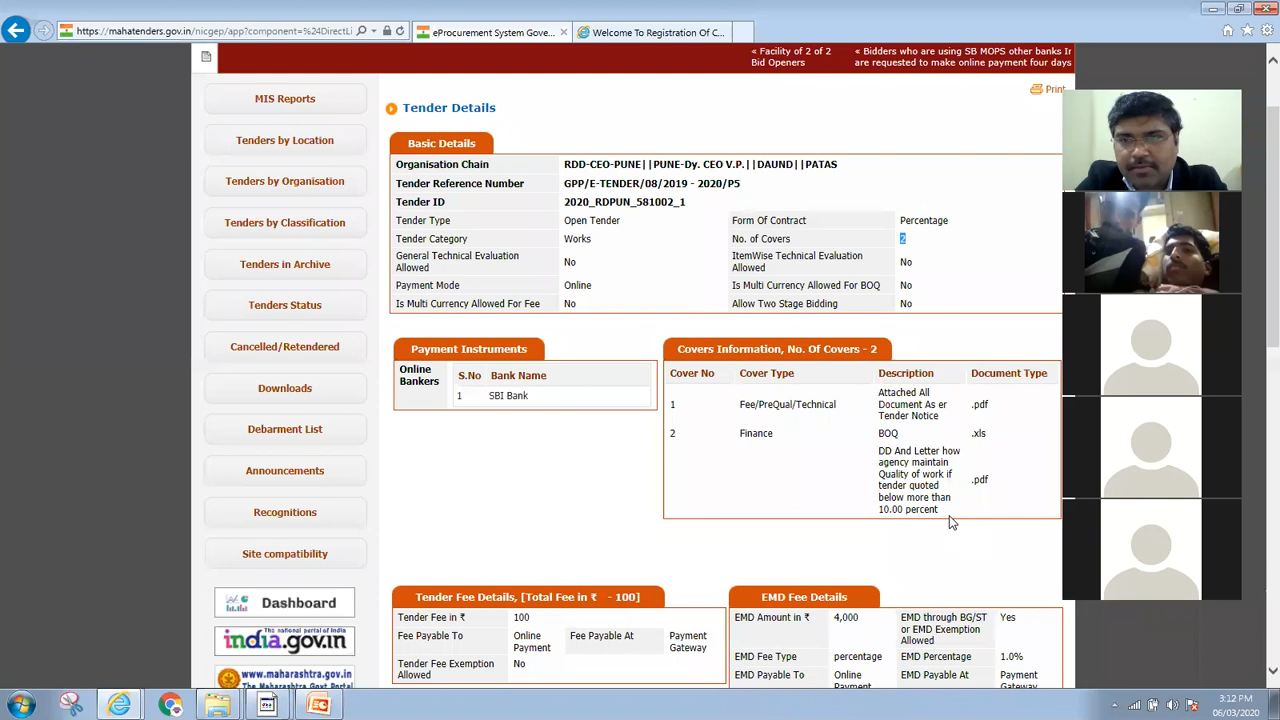 https://mahatenders.gov.in/nicgep/app?component=%24DirectLi
eProcurement System Gove...
Welcome To Registration Of C...
« Facility of 2 of 2
Bid Openers
« Bidders who are using SB MOPS other banks Ir
are requested to make online payment four days
MIS Reports
Tenders by Location
Tenders by Organisation
Tenders by Classification
Tenders in Archive
Tenders Status
Cancelled/Retendered
Downloads
Debarment List
Announcements
Recognitions
Site compatibility
Dashboard
The national portal of India
india.gov.in
www.maharashtra.gov.in
The Maharashtra Govt Portal
Print
Tender Details
Basic Details
Organisation Chain RDD-CEO-PUNE||PUNE-Dy. CEO V.P.||DAUND||PATAS
Tender Reference Number GPP/E-TENDER/08/2019 - 2020/P5
Tender ID 2020_RDPUN_581002_1
Tender Type Open Tender Form Of Contract Percentage
Tender Category Works No. of Covers 2
General Technical Evaluation Allowed No ItemWise Technical Evaluation Allowed No
Payment Mode Online Is Multi Currency Allowed For BOQ No
Is Multi Currency Allowed For Fee No Allow Two Stage Bidding No
Payment Instruments
Online Bankers
S.No Bank Name
1 SBI Bank
Covers Information, No. Of Covers - 2
Cover No Cover Type Description Document Type
1 Fee/PreQual/Technical Attached All Document As er Tender Notice .pdf
2 Finance BOQ .xls
DD And Letter how
agency maintain
Quality of work if
tender quoted
below more than
10.00 percent
.pdf
Tender Fee Details, [Total Fee in ₹ - 100]
Tender Fee in ₹ 100
Fee Payable To Online Payment Fee Payable At Payment Gateway
Tender Fee Exemption Allowed No
EMD Fee Details
EMD Amount in ₹ 4,000 EMD through BG/ST or EMD Exemption Allowed Yes
EMD Fee Type percentage EMD Percentage 1.0%
EMD Payable To Online Payment EMD Payable At Payment Gateway
3:12 PM
06/03/2020